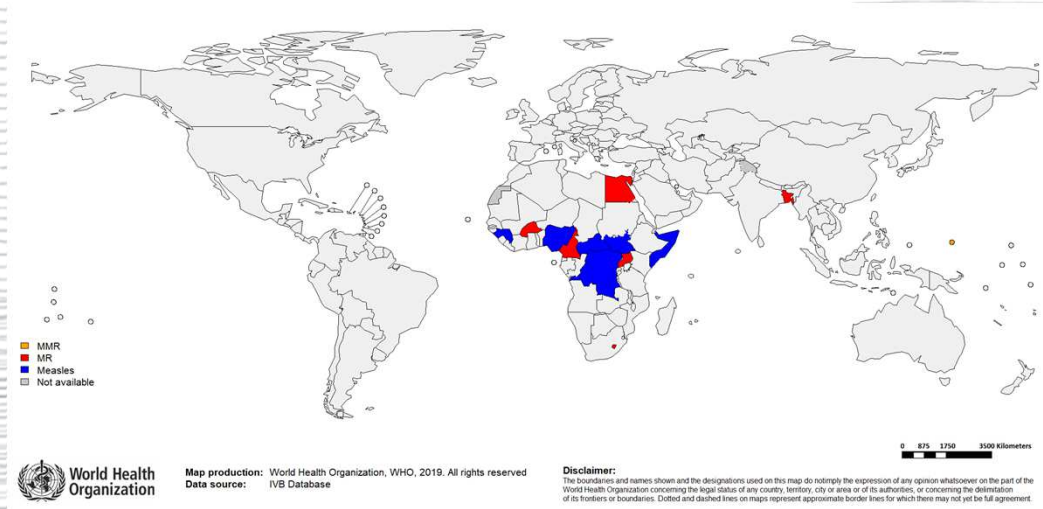 MMR
MR
Measles
Not available
0 875 1750 3500 Kilometers
World Health
Organization
Map production: World Health Organization, WHO, 2019. All rights reserved
Data source: IVB Database
Disclaimer:
The boundaries and names shown and the designations used on this map do notimply the expression of any opinion whatsoever on the part of the
World Health Organization concerning the legal status of any country, territory, city or area or of its authorities, or concerning the delimitation
of its frontiers or boundaries. Dotted and dashed lines on maps represent approximate border lines for which there may not yet be full agreement.